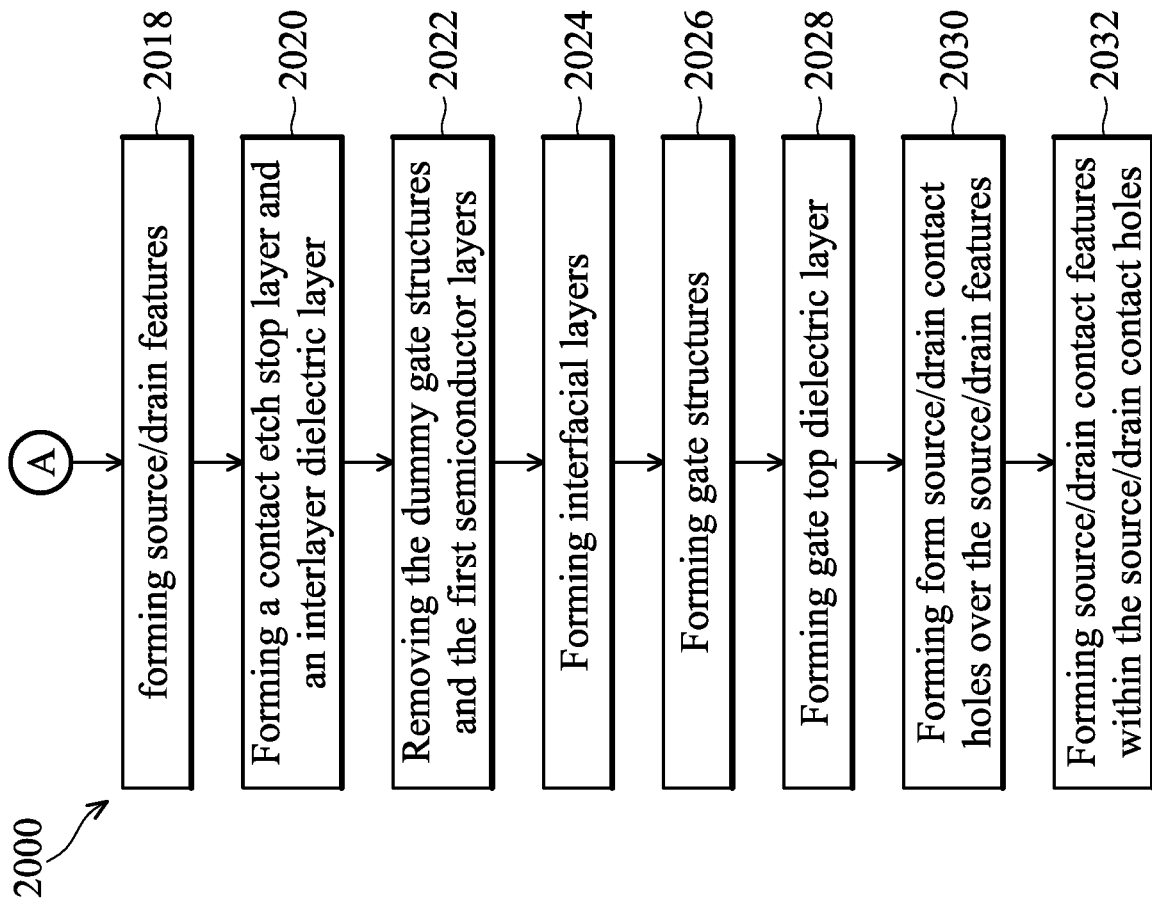 2000
A
forming source/drain features
2018
Forming a contact etch stop layer and
an interlayer dielectric layer
2020
Removing the dummy gate structures
and the first semiconductor layers
2022
Forming interfacial layers
2024
Forming gate structures
2026
Forming gate top dielectric layer
2028
Forming form source/drain contact
holes over the source/drain features
2030
Forming source/drain contact features
within the source/drain contact holes
2032